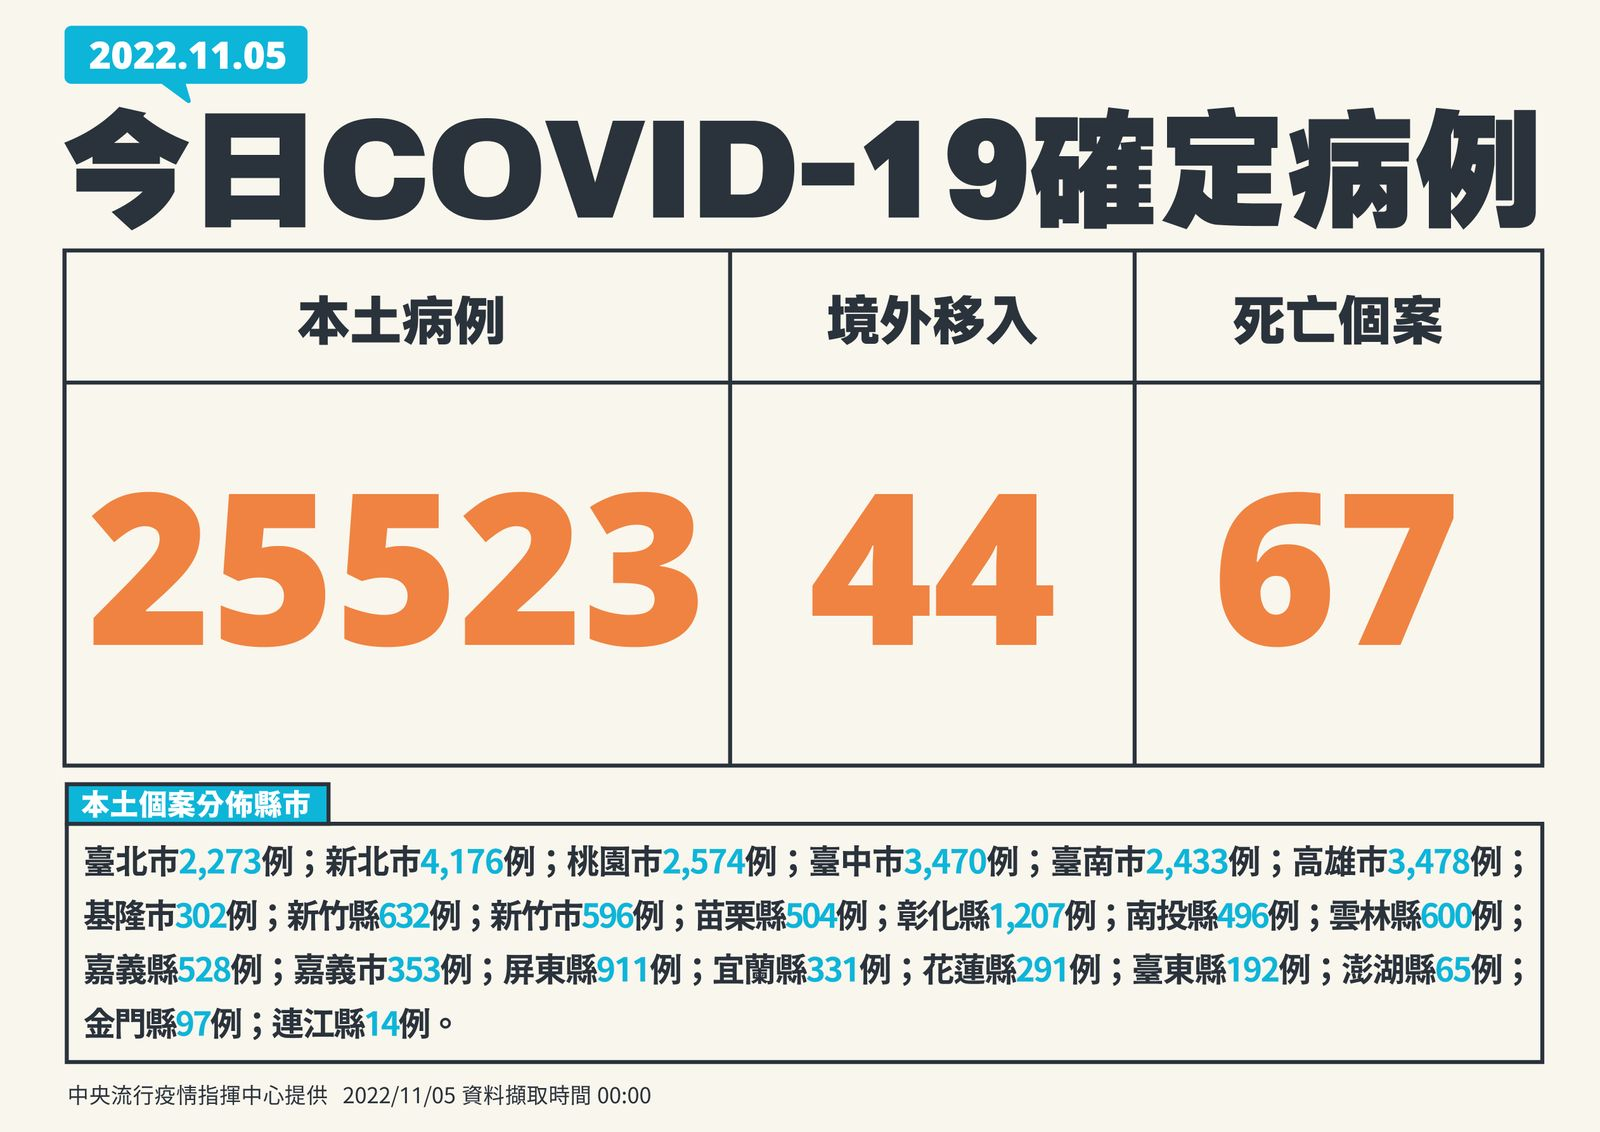 2022.11.05
今日COVID-19確定病例
本土病例 境外移入 死亡個案
25523 44 67
本土個案分佈縣市
臺北市2,273例；新北市4,176例；桃園市2,574例；臺中市3,470例；臺南市2,433例；高雄市3,478例；
基隆市302例；新竹縣632例；新竹市596例；苗栗縣504例；彰化縣1,207例；南投縣496例；雲林縣600例；
嘉義縣528例；嘉義市353例；屏東縣911例；宜蘭縣331例；花蓮縣291例；臺東縣192例；澎湖縣65例；
金門縣97例；連江縣14例。
中央流行疫情指揮中心提供 2022/11/05 資料擷取時間 00:00